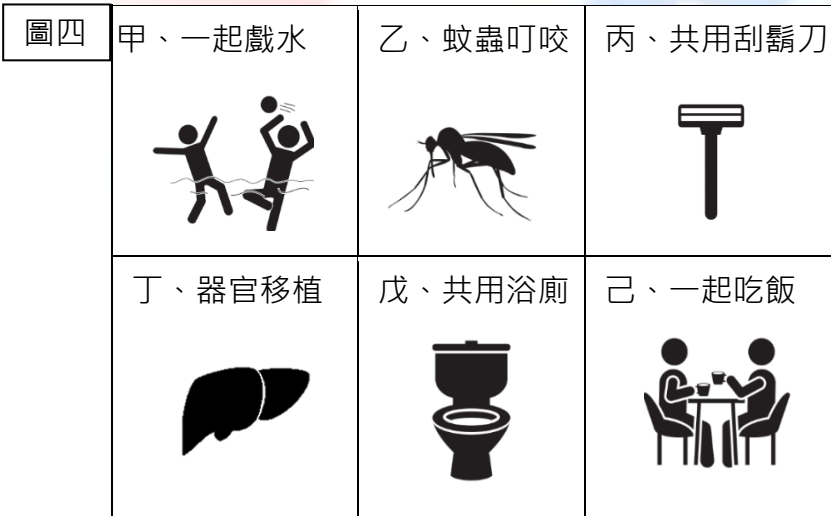 圖四
甲、一起戲水
乙、蚊蟲叮咬
丙、共用刮鬍刀
丁、器官移植
戊、共用浴廁
己、一起吃飯